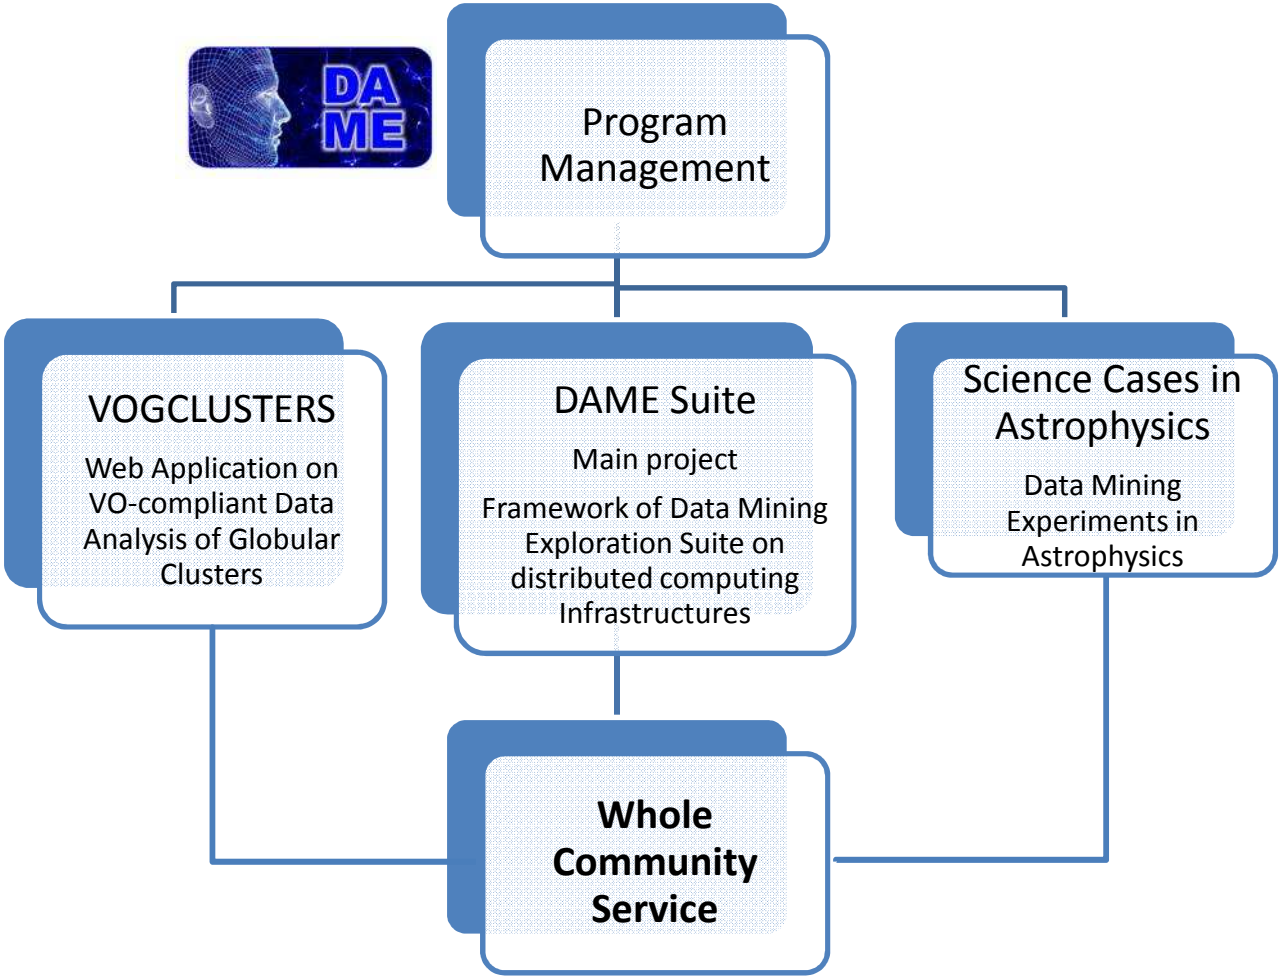 DA
ME
Program
Management
VOGCLUSTERS
Web Application on
VO-compliant Data
Analysis of Globular
Clusters
DAME Suite
Main project
Framework of Data Mining
Exploration Suite on
distributed computing
Infrastructures
Science Cases in
Astrophysics
Data Mining
Experiments in
Astrophysics
Whole
Community
Service